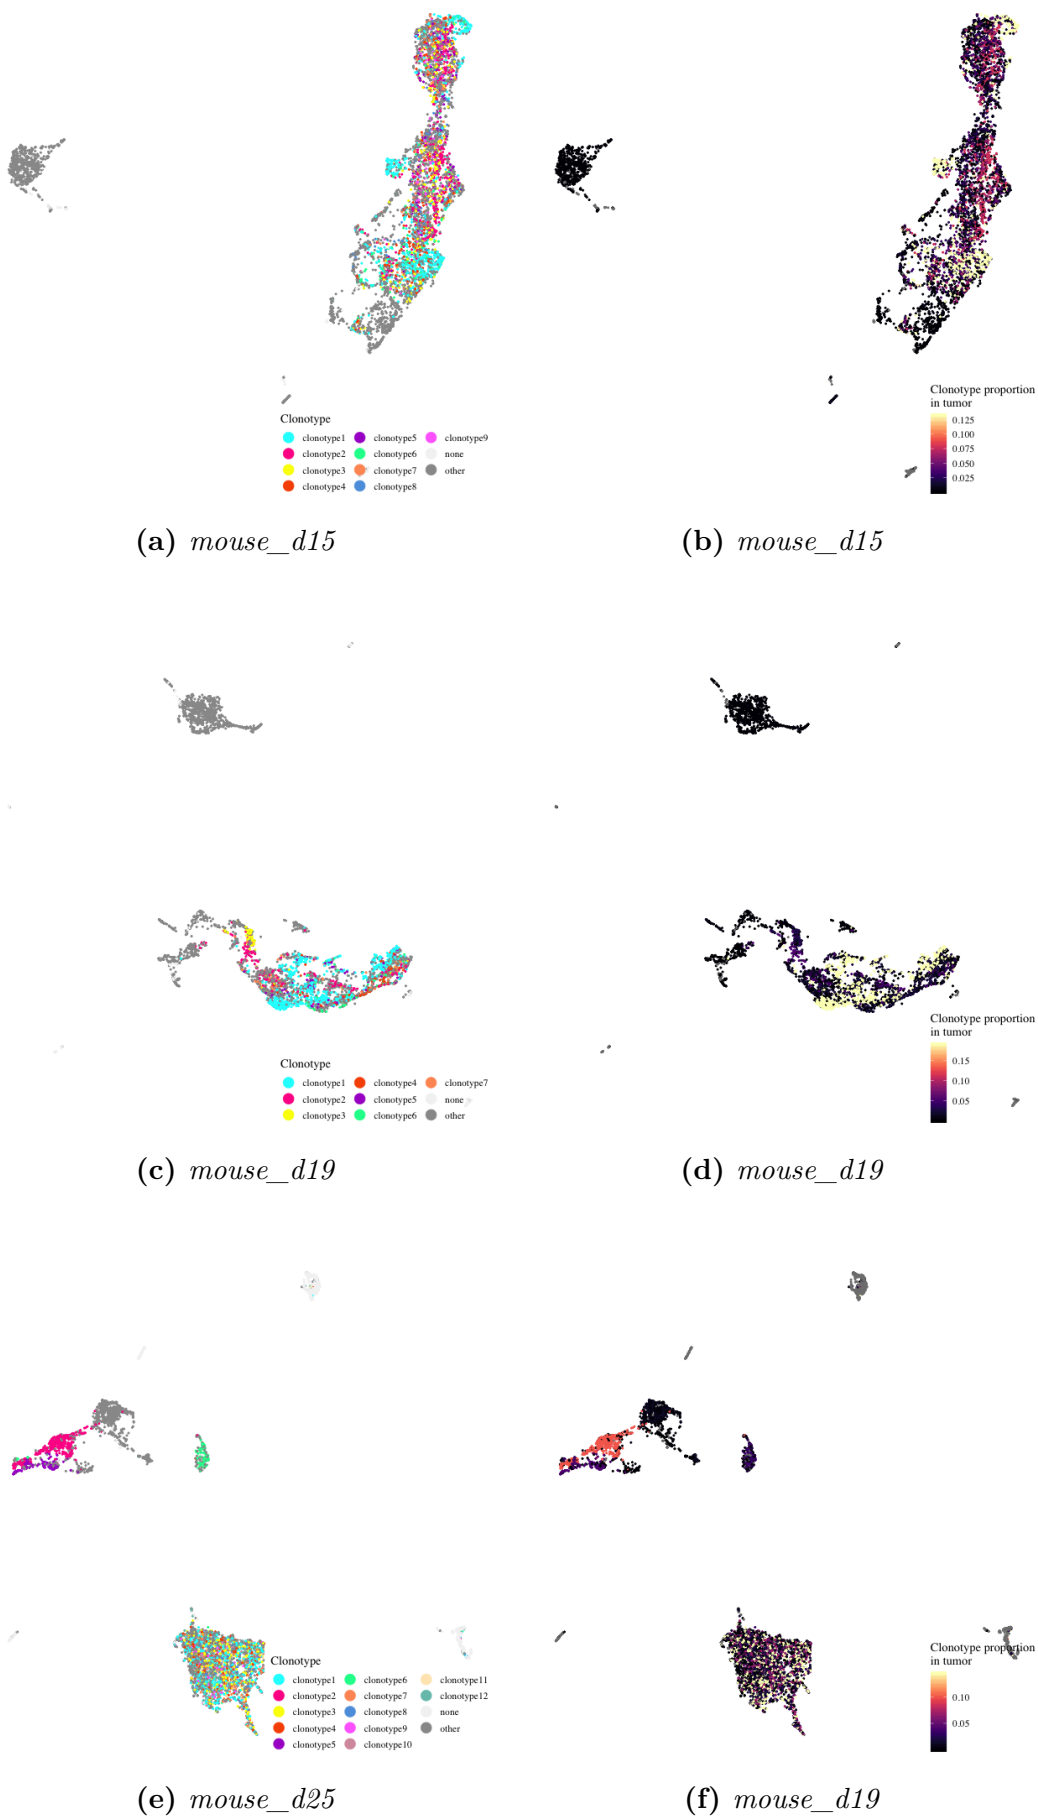 Clonotype
clonotype1 clonotype5 clonotype9
clonotype2 clonotype6 none
clonotype3 clonotype7 other
clonotype4 clonotype8
Clonotype proportion
in tumor
0.125
0.100
0.075
0.050
0.025
(a) mouse_d15
(b) mouse_d15
Clonotype
clonotype1 clonotype4 clonotype7
clonotype2 clonotype5 none
clonotype3 clonotype6 other
Clonotype proportion
in tumor
0.15
0.10
0.05
(c) mouse_d19
(d) mouse_d19
Clonotype
clonotype1 clonotype6 clonotype11
clonotype2 clonotype7 clonotype12
clonotype3 clonotype8 none
clonotype4 clonotype9 other
clonotype5 clonotype10
Clonotype proportion
in tumor
0.10
0.05
(e) mouse_d25
(f) mouse_d19